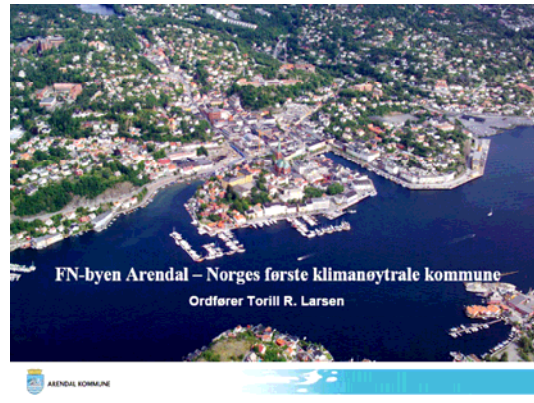 FN-byen Arendal – Norges første klimanøytrale kommune
Ordfører Torill R. Larsen
ARENDAL KOMMUNE